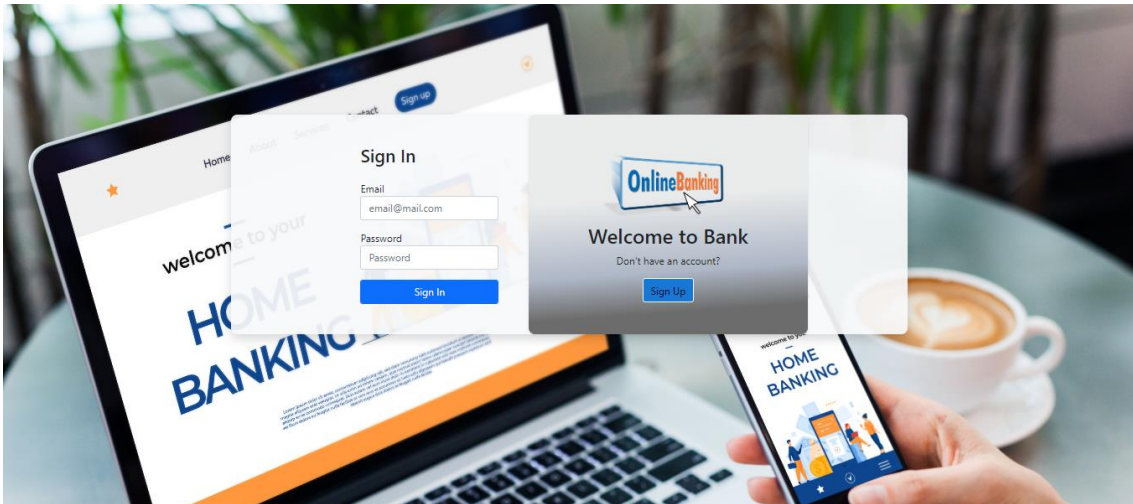 Home
About
Services
Contact
Sign up
Sign In
Email
email@mail.com
Password
Password
Sign In
OnlineBanking
Welcome to Bank
Don't have an account?
Sign Up
welcome to your
HOME
BANKING
welcome to your
HOME
BANKING